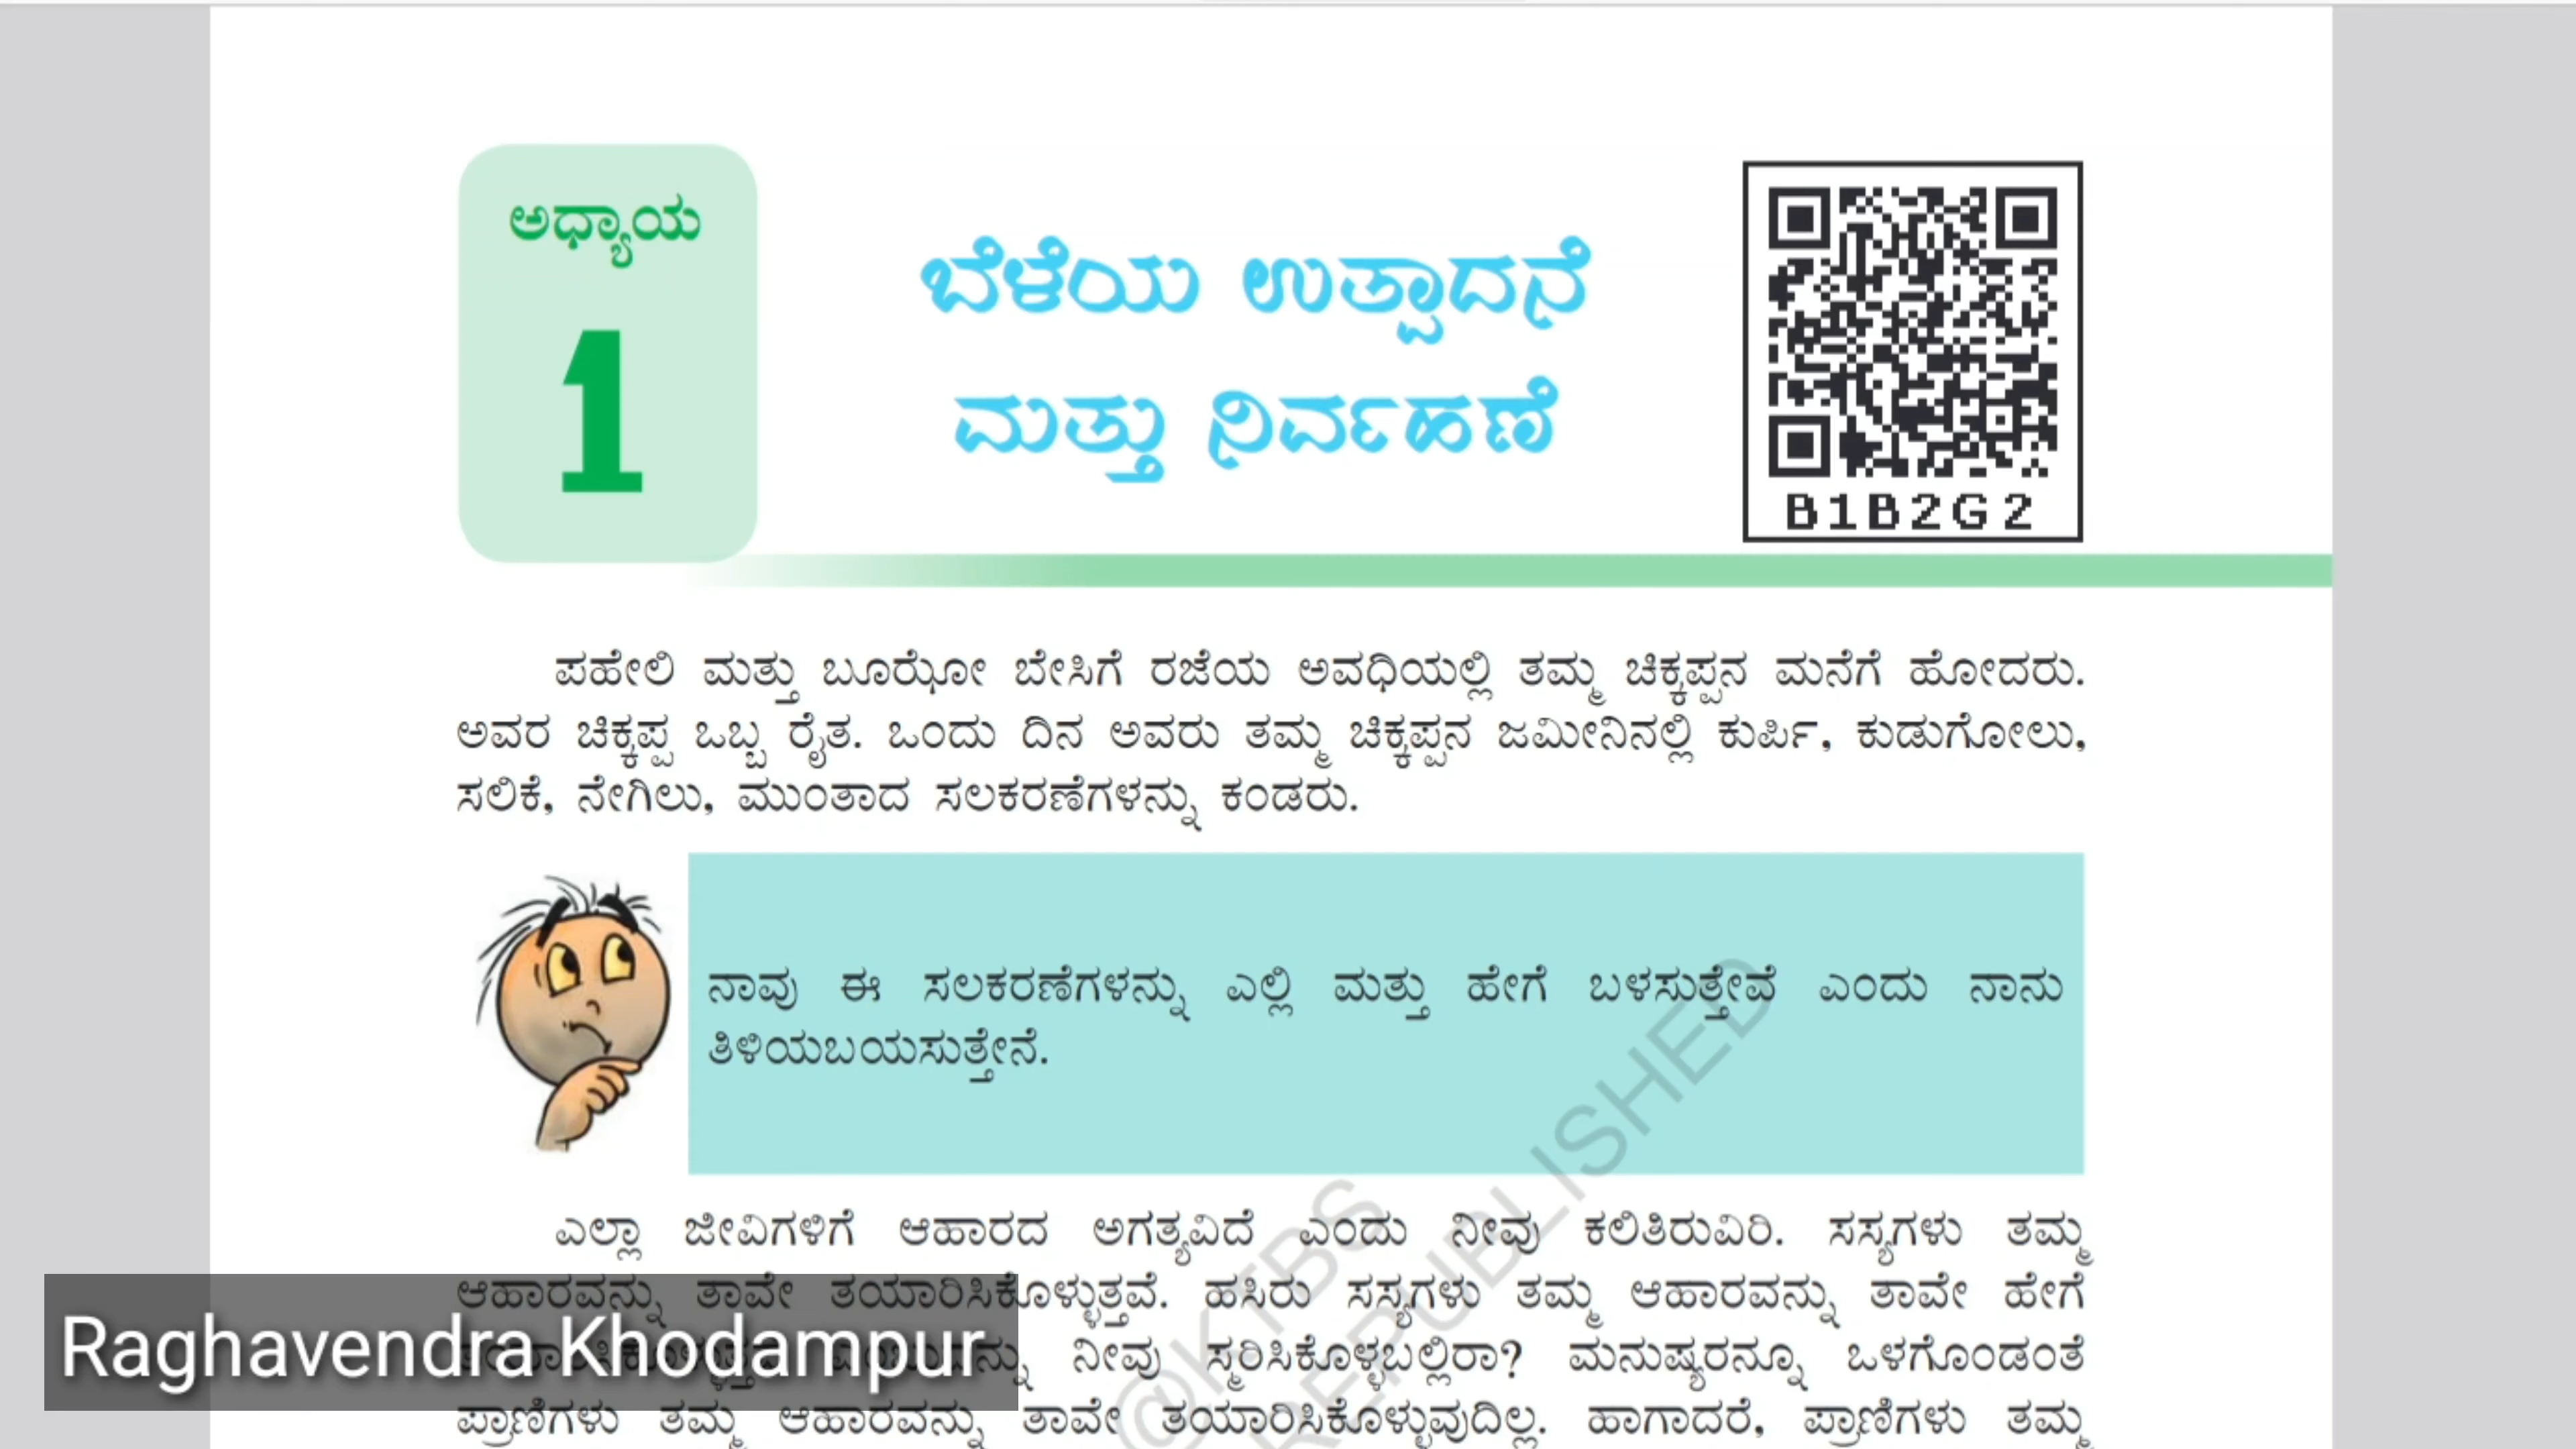 ಅಧ್ಯಾಯ
1
ಬೆಳೆಯ ಉತ್ಪಾದನೆ
ಮತ್ತು ನಿರ್ವಹಣೆ
B1B2G2
ಪಹೇಲಿ ಮತ್ತು ಬೂಝೋ ಬೇಸಿಗೆ ರಜೆಯ ಅವಧಿಯಲ್ಲಿ ತಮ್ಮ ಚಿಕ್ಕಪ್ಪನ ಮನೆಗೆ ಹೋದರು.
ಅವರ ಚಿಕ್ಕಪ್ಪ ಒಬ್ಬ ರೈತ. ಒಂದು ದಿನ ಅವರು ತಮ್ಮ ಚಿಕ್ಕಪ್ಪನ ಜಮೀನಿನಲ್ಲಿ ಕುರ್ಪಿ, ಕುಡುಗೋಲು,
ಸಲಿಕೆ, ನೇಗಿಲು, ಮುಂತಾದ ಸಲಕರಣೆಗಳನ್ನು ಕಂಡರು.
ನಾವು ಈ ಸಲಕರಣೆಗಳನ್ನು ಎಲ್ಲಿ ಮತ್ತು ಹೇಗೆ ಬಳಸುತ್ತೇವೆ ಎಂದು ನಾನು
ತಿಳಿಯಬಯಸುತ್ತೇನೆ.
ಎಲ್ಲಾ ಜೀವಿಗಳಿಗೆ ಆಹಾರದ ಅಗತ್ಯವಿದೆ ಎಂದು ನೀವು ಕಲಿತಿರುವಿರಿ. ಸಸ್ಯಗಳು ತಮ್ಮ
ಆಹಾರವನ್ನು ತಾವೇ ತಯಾರಿಸಿಕೊಳ್ಳುತ್ತವೆ. ಹಸಿರು ಸಸ್ಯಗಳು ತಮ್ಮ ಆಹಾರವನ್ನು ತಾವೇ ಹೇಗೆ
ನೀವು ಸ್ಮರಿಸಿಕೊಳ್ಳಬಲ್ಲಿರಾ? ಮನುಷ್ಯರನ್ನೂ ಒಳಗೊಂಡಂತೆ
ಪ್ರಾಣಿಗಳು ತಮ್ಮ ಆಹಾರವನ್ನು ತಾವೇ ತಯಾರಿಸಿಕೊಳ್ಳುವುದಿಲ್ಲ. ಹಾಗಾದರೆ, ಪ್ರಾಣಿಗಳು ತಮ್ಮ
Raghavendra Khodampur
@KTBS
REPUBLISHED